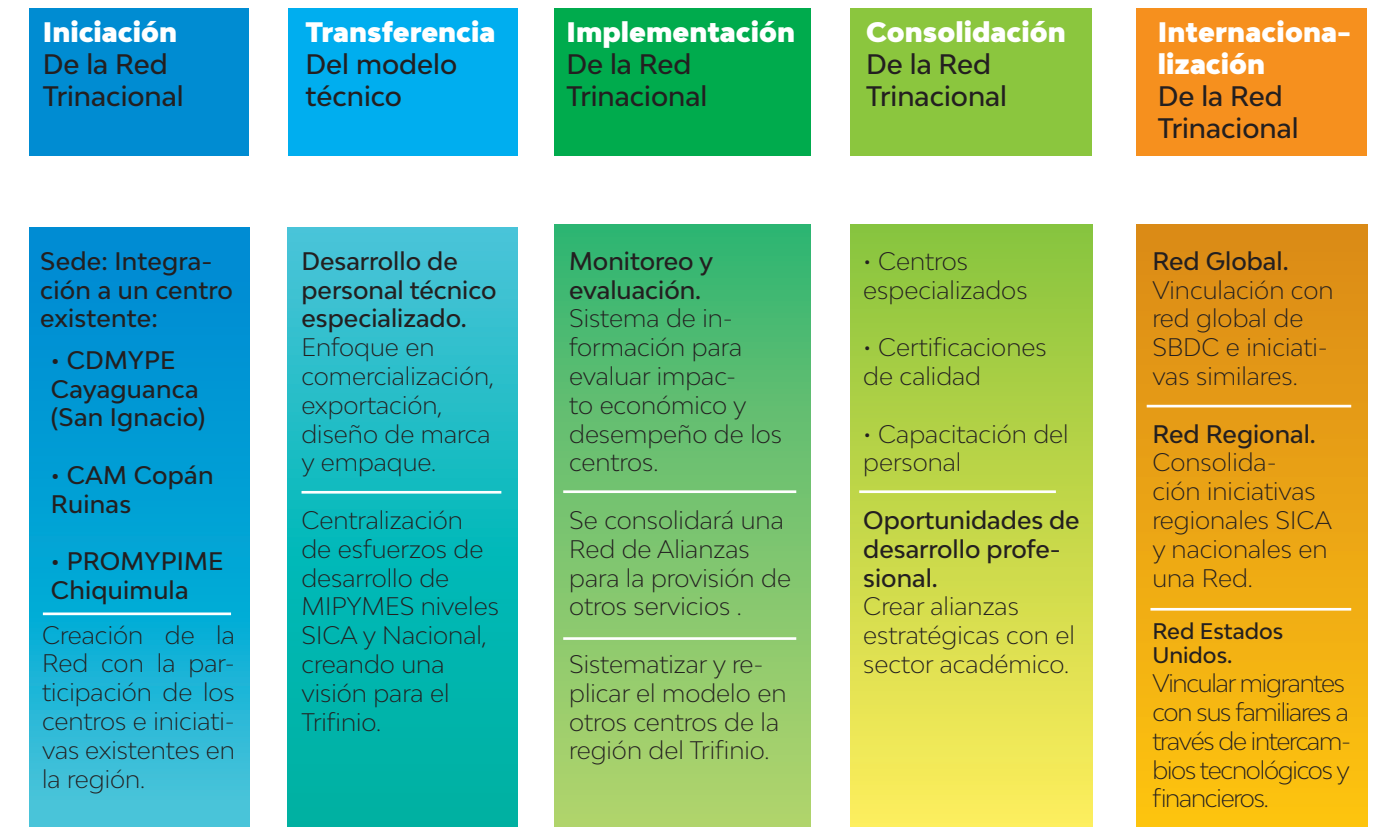 Iniciación
De la Red
Trinacional
Transferencia
Del modelo
técnico
Implementación
De la Red
Trinacional
Consolidación
De la Red
Trinacional
Internaciona-
lización
De la Red
Trinacional
Sede: Integra-
ción a un centro
existente:
• CDMYPE
Cayaguanca
(San Ignacio)
• CAM Copán
Ruinas
• PROMYPIME
Chiquimula
Creación de la
Red con la par-
ticipación de los
centros e iniciati-
vas existentes en
la región.
Desarrollo de
personal técnico
especializado.
Enfoque en
comercialización,
exportación,
diseño de marca
y empaque.
Centralización
de esfuerzos de
desarrollo de
MIPYMES niveles
SICA y Nacional,
creando una
visión para el
Trifinio.
Monitoreo y
evaluación.
Sistema de in-
formación para
evaluar impac-
to económico y
desempeño de los
centros.
Se consolidará una
Red de Alianzas
para la provisión de
otros servicios .
Sistematizar y re-
plicar el modelo en
otros centros de la
región del Trifinio.
• Centros
especializados
• Certificaciones
de calidad
• Capacitación del
personal
Oportunidades de
desarrollo profe-
sional.
Crear alianzas
estratégicas con el
sector académico.
Red Global.
Vinculación con
red global de
SBDC e iniciati-
vas similares.
Red Regional.
Consolida-
ción iniciativas
regionales SICA
y nacionales en
una Red.
Red Estados
Unidos.
Vincular migrantes
con sus familiares a
través de intercam-
bios tecnológicos y
financieros.